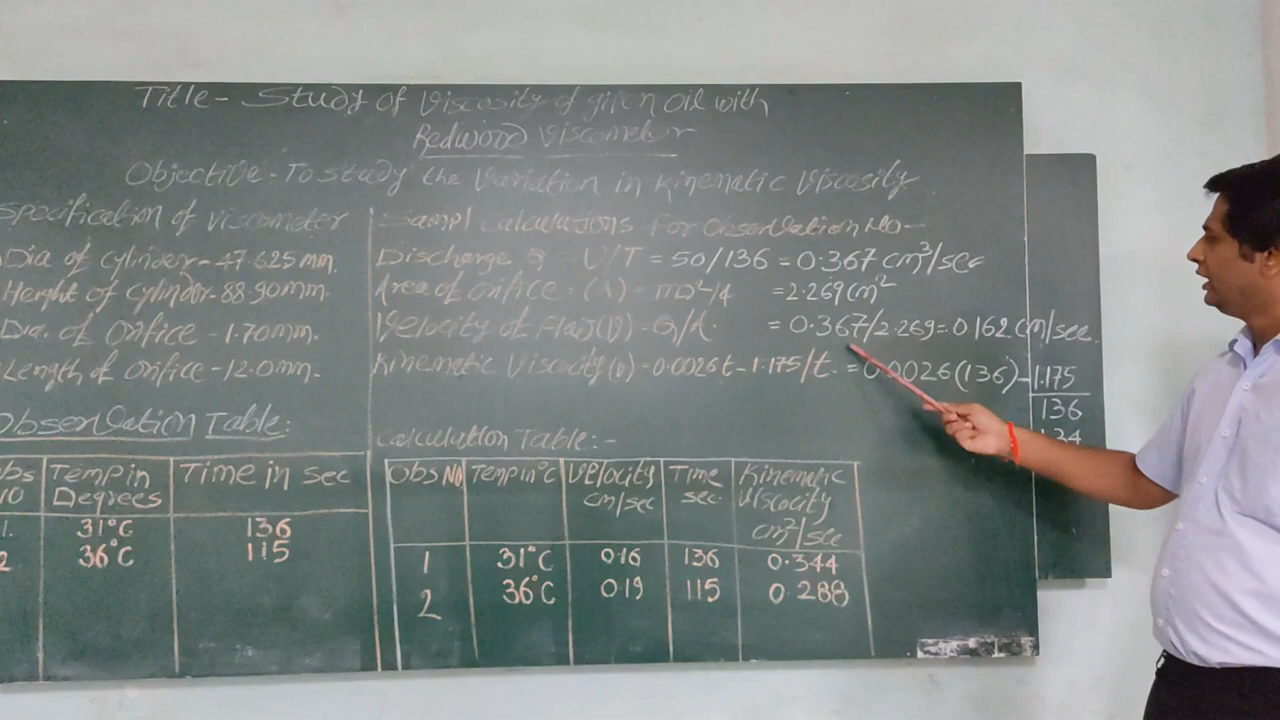 Title - Study of Viscosity of given oil with
Redwood Viscometer
Objective - To study the Variation in Kinematic Viscosity
Specification of Viscometer
Dia of Cylinder - 47.625 mm.
Height of Cylinder - 88.90 mm.
Dia. of Orifice - 1.70 mm.
Length of Orifice - 12.0 mm.
Observation Table:
Obs No Temp in Degrees Time in sec
1. 31°C 136
2 36°C 115
Sampl Calculations For Observation No -
Discharge Q = V/T = 50/136 = 0.367 cm³/sec
Area of Orifice = (A) = πD²/4 = 2.269 cm²
Velocity of Flow (V) - Q/A. = 0.367/2.269 = 0.162 cm/sec.
Kinematic Viscosity (ν) - 0.0026t - 1.175/t. = 0.0026(136) - 1.175
136
Calculation Table:-
Obs No Temp in °C Velocity cm/sec Time sec. Kinematic Viscocity cm²/sec
1 31°C 0.16 136 0.344
2 36°C 0.19 115 0.288